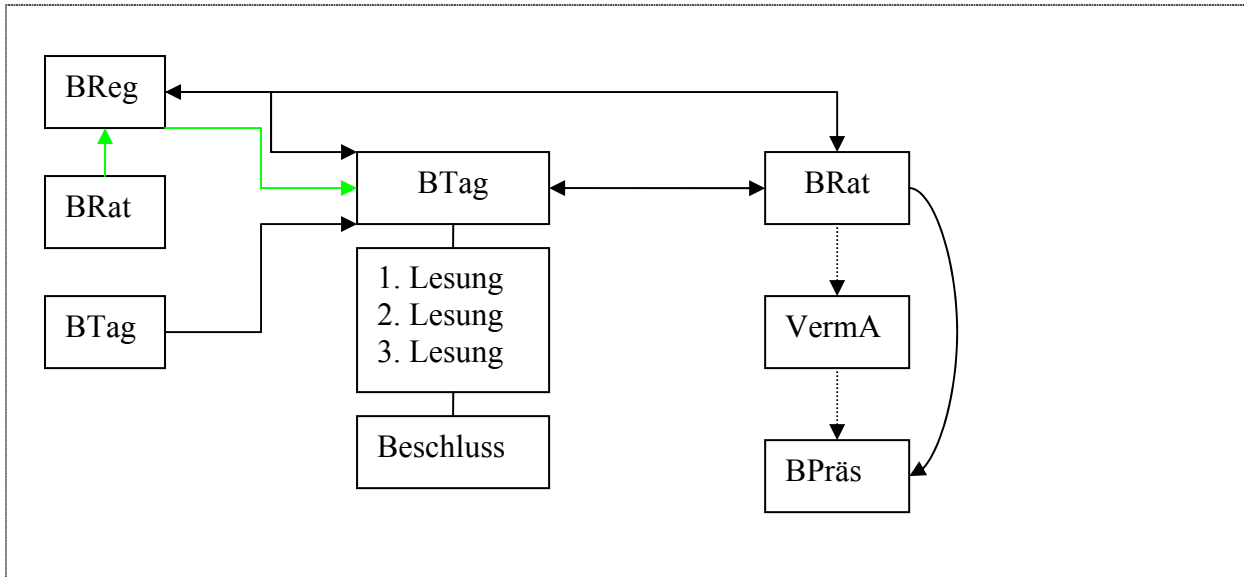 BReg
BRat
BTag
BTag
1. Lesung
2. Lesung
3. Lesung
Beschluss
BRat
VermA
BPräs